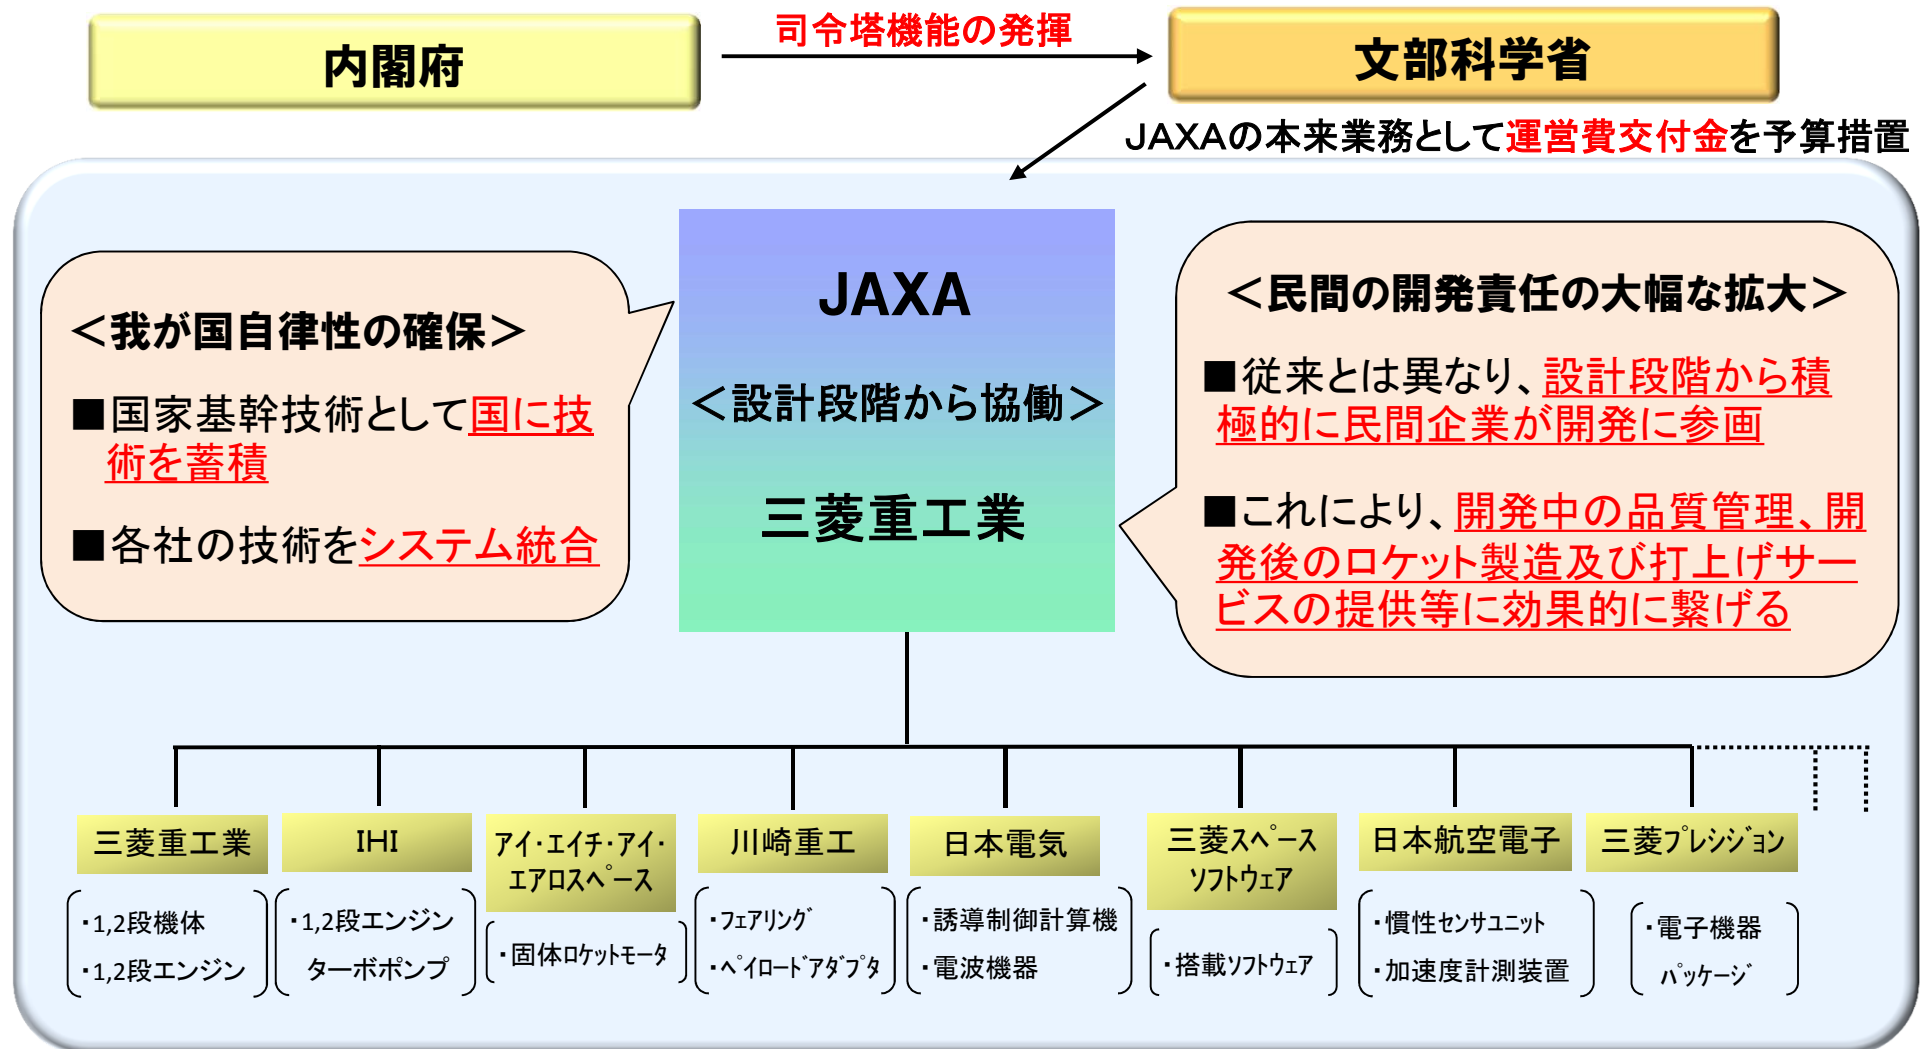 内閣府
司令塔機能の発揮
文部科学省
JAXAの本来業務として運営費交付金を予算措置
＜我が国自律性の確保＞
■国家基幹技術として国に技
術を蓄積
■各社の技術をシステム統合
JAXA
＜設計段階から協働＞
三菱重工業
＜民間の開発責任の大幅な拡大＞
■従来とは異なり、設計段階から積
極的に民間企業が開発に参画
■これにより、開発中の品質管理、開
発後のロケット製造及び打上げサー
ビスの提供等に効果的に繋げる
三菱重工業
・1,2段機体
・1,2段エンジン
IHI
・1,2段エンジン
ターボポンプ
アイ・エイチ・アイ・
エアロスペース
・固体ロケットモータ
川崎重工
・フェアリング
・ペイロードアダプタ
日本電気
・誘導制御計算機
・電波機器
三菱スペース
ソフトウェア
・搭載ソフトウェア
日本航空電子
・慣性センサユニット
・加速度計測装置
三菱プレシジョン
・電子機器
パッケージ